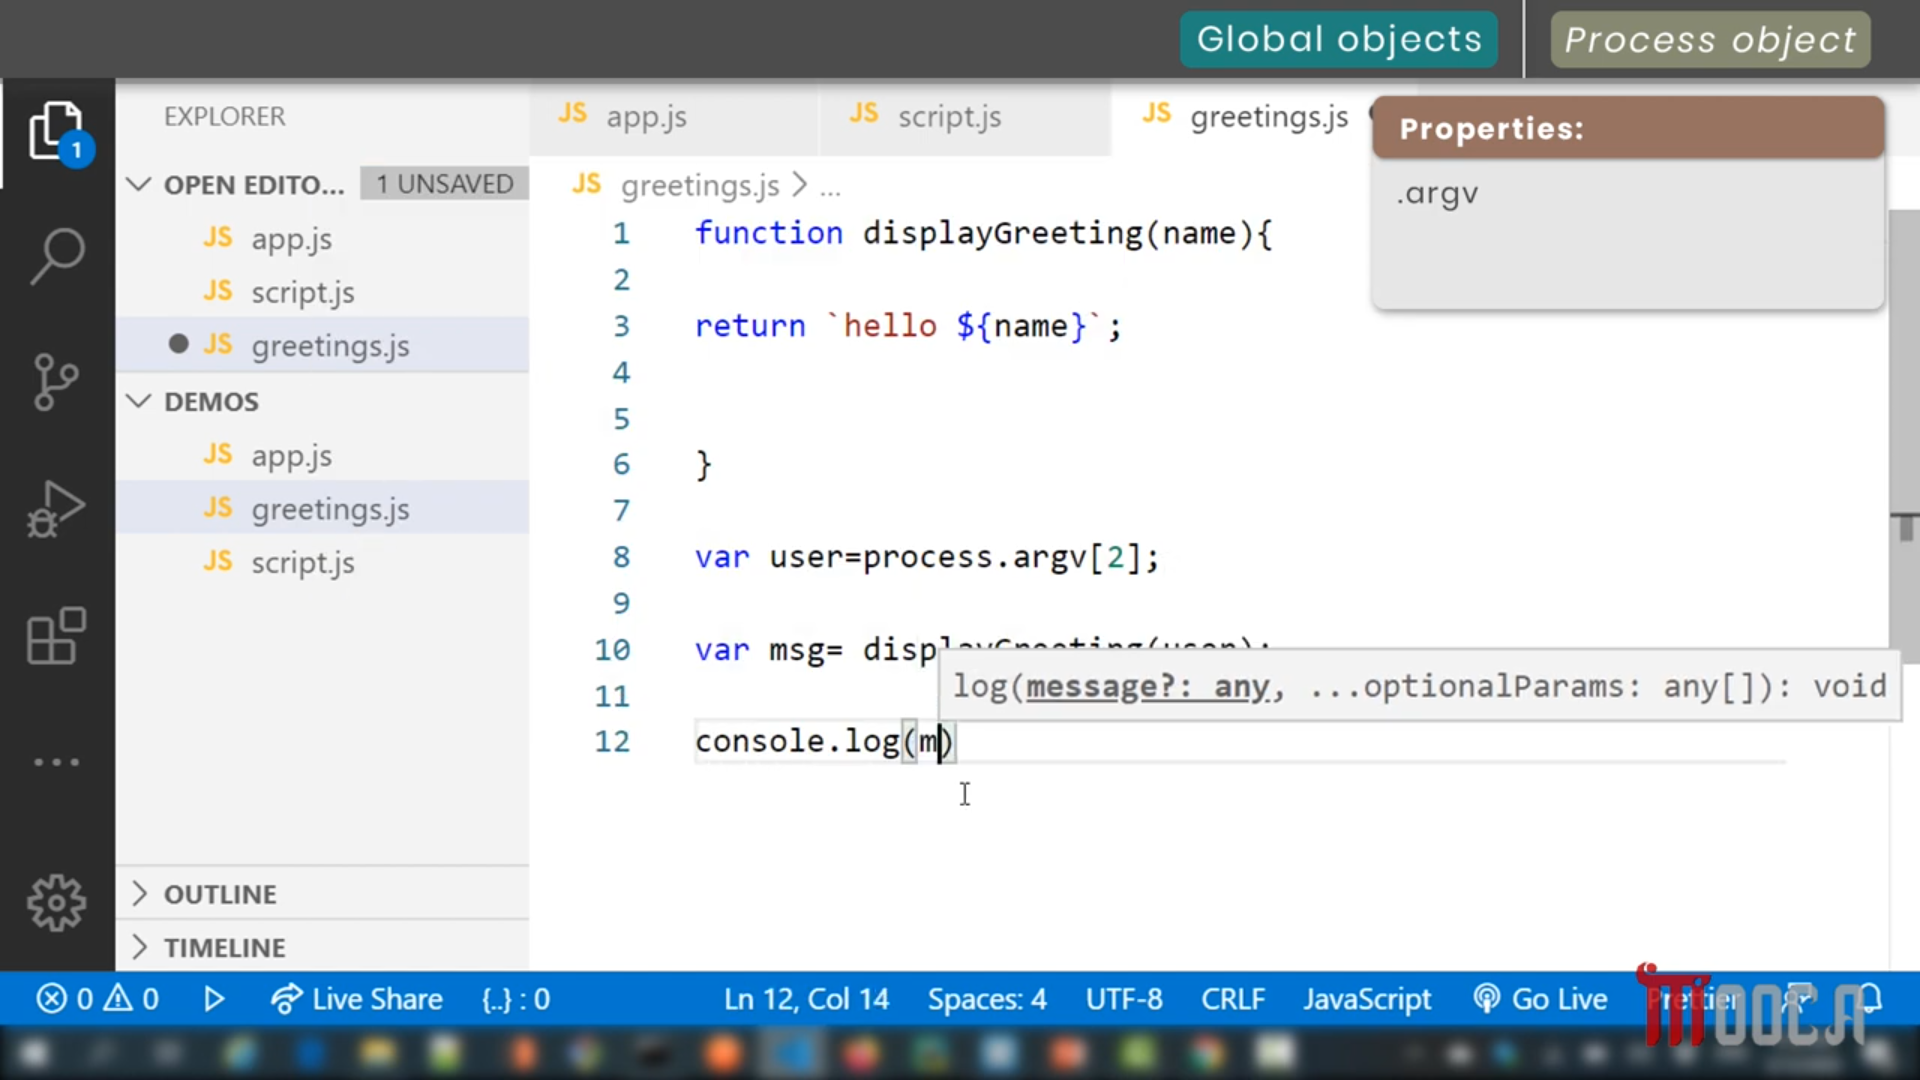 Global objects
Process object
EXPLORER
OPEN EDITO... 1 UNSAVED
JS app.js
JS script.js
JS greetings.js
DEMOS
JS app.js
JS greetings.js
JS script.js
OUTLINE
TIMELINE
JS app.js
JS script.js
JS greetings.js
JS greetings.js > ...
Properties:
.argv
1 function displayGreeting(name){
2
3 return `hello ${name}`;
4
5
6 }
7
8 var user=process.argv[2];
9
10 var msg= displayGreeting(user);
11
log(message?: any, ...optionalParams: any[]): void
12 console.log(m)
0 0
Live Share
{..} : 0
Ln 12, Col 14
Spaces: 4
UTF-8
CRLF
JavaScript
Go Live
Prettier
MOOCA
1